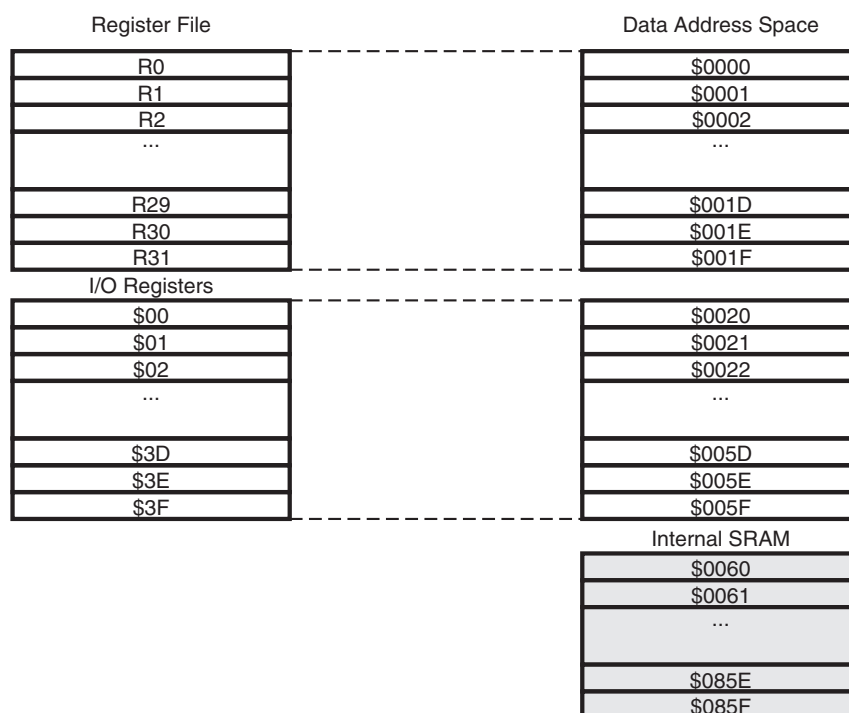 Register File
Data Address Space
R0
$0000
R1
$0001
R2
$0002
...
...
R29
$001D
R30
$001E
R31
$001F
I/O Registers
$00
$0020
$01
$0021
$02
$0022
...
...
$3D
$005D
$3E
$005E
$3F
$005F
Internal SRAM
$0060
$0061
...
$085E
$085F